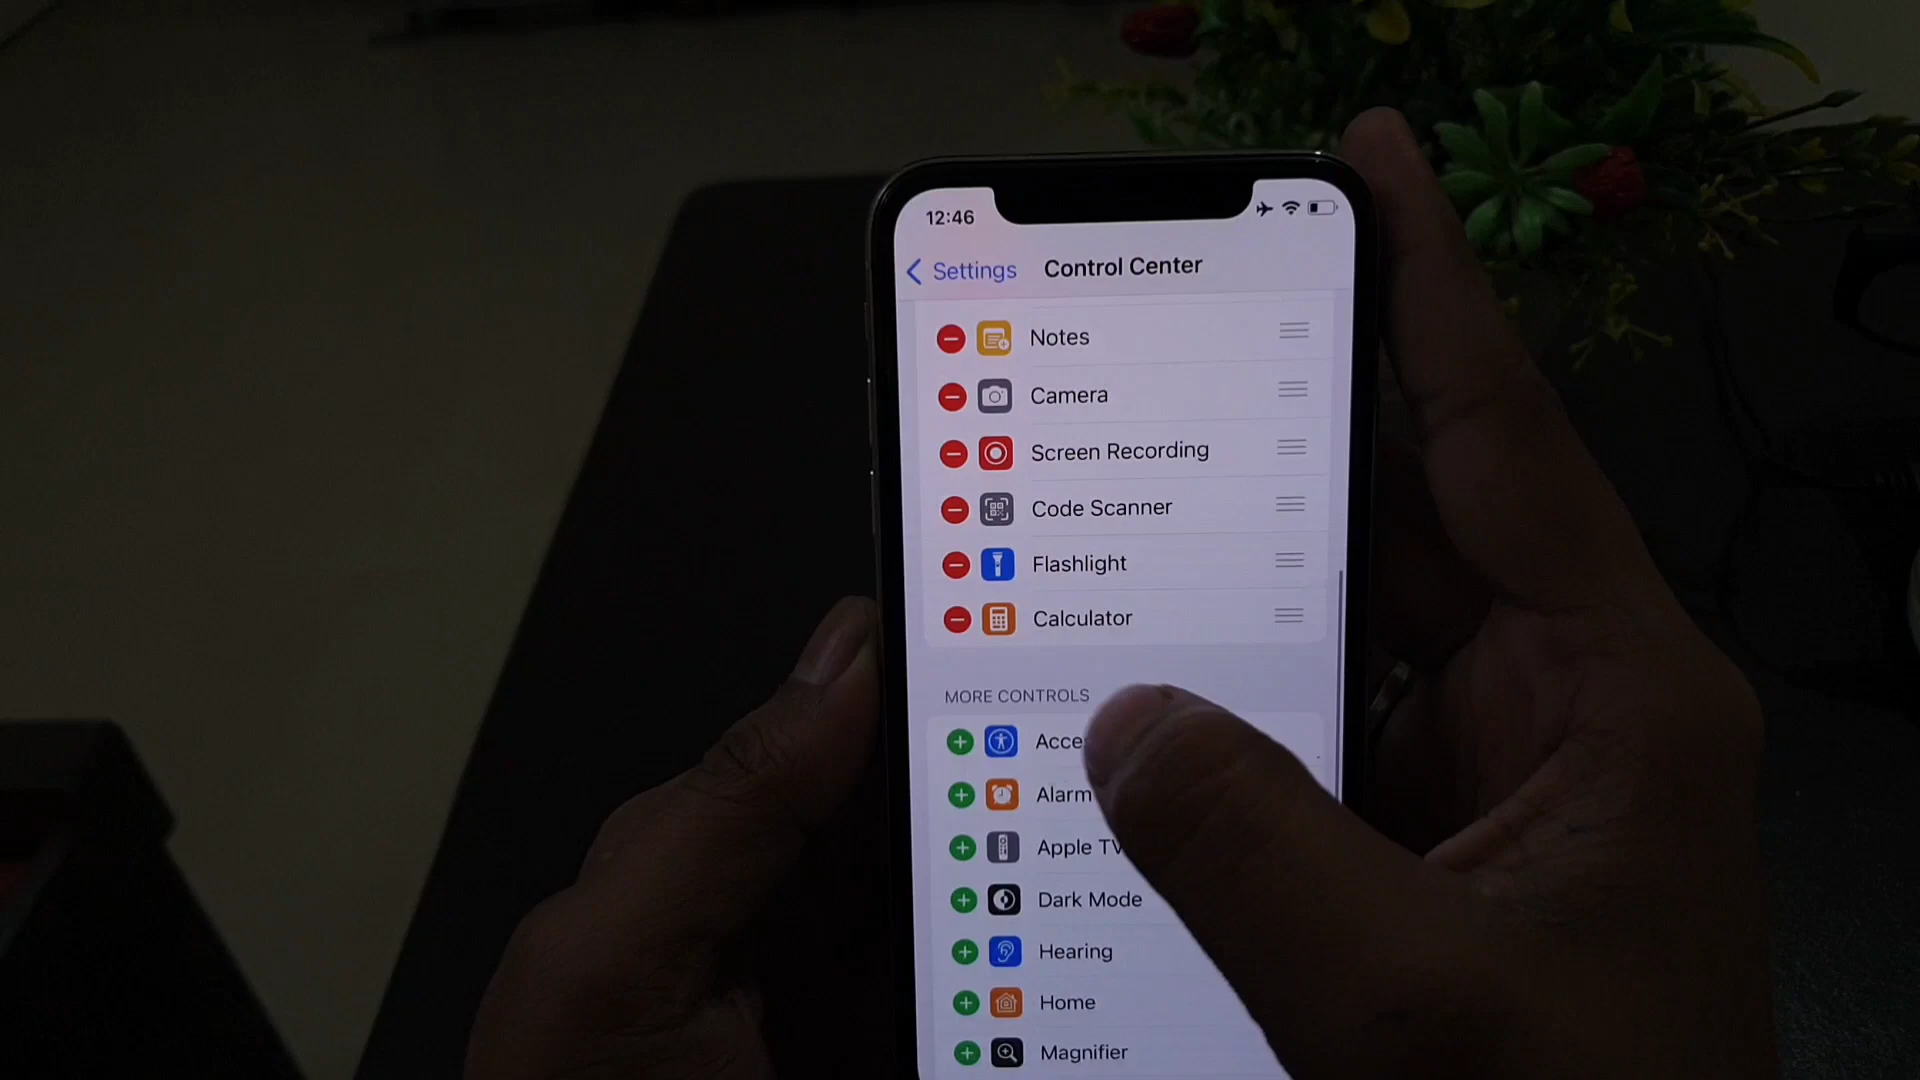 12:46
Settings
Control Center
Notes
Camera
Screen Recording
Code Scanner
Flashlight
Calculator
MORE CONTROLS
Alarm
Apple TV
Dark Mode
Hearing
Home
Magnifier